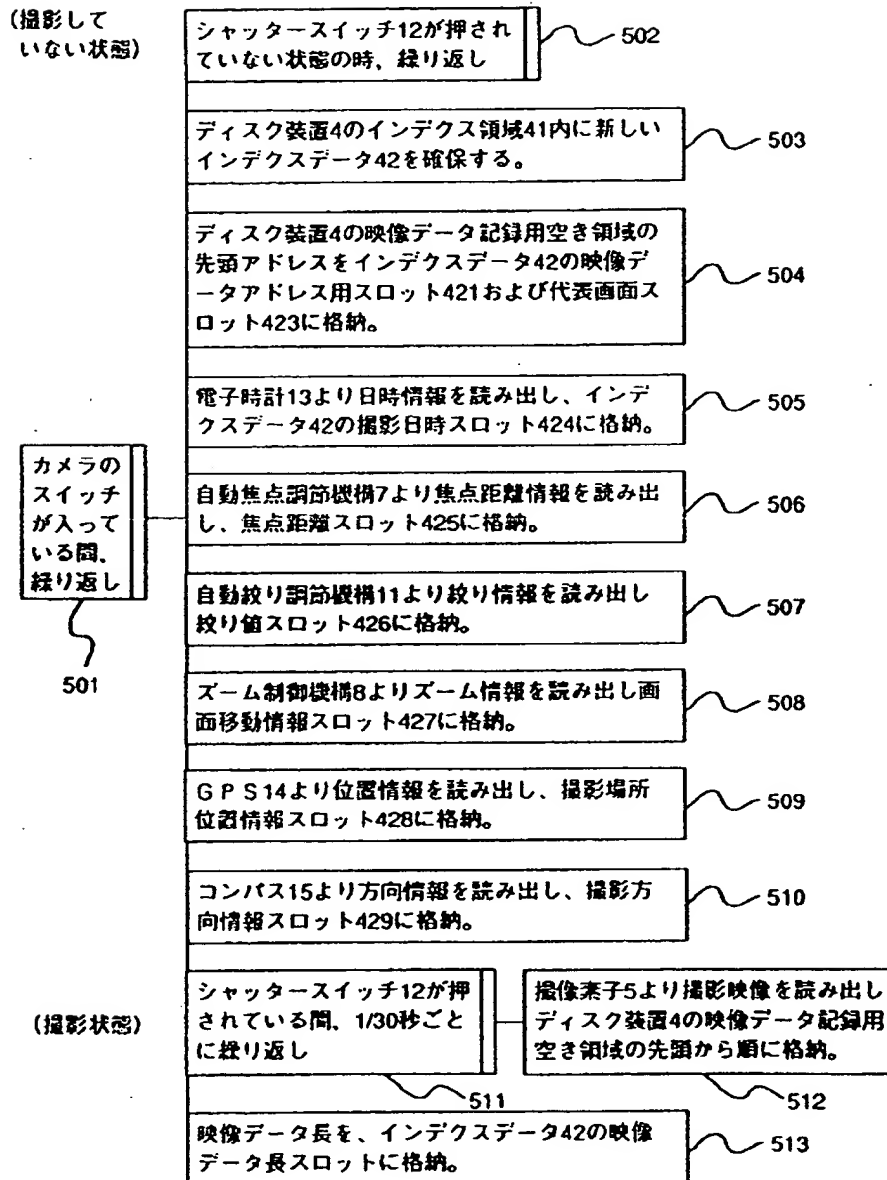 (撮影して
いない状態)
シャッタースイッチ12が押され
ていない状態の時、繰り返し
502
ディスク装置4のインデクス領域41内に新しい
インデクスデータ42を確保する。
503
ディスク装置4の映像データ記録用空き領域の
先頭アドレスをインデクスデータ42の映像デ
ータアドレス用スロット421および代表画面ス
ロット423に格納。
504
電子時計13より日時情報を読み出し、インデ
クスデータ42の撮影日時スロット424に格納。
505
カメラの
スイッチ
が入って
いる間、
繰り返し
501
自動焦点調節機構7より焦点距離情報を読み出
し、焦点距離スロット425に格納。
506
自動絞り調節機構11より絞り情報を読み出し
絞り値スロット426に格納。
507
ズーム制御機構8よりズーム情報を読み出し画
面移動情報スロット427に格納。
508
GPS14より位置情報を読み出し、撮影場所
位置情報スロット428に格納。
509
コンパス15より方向情報を読み出し、撮影方
向情報スロット429に格納。
510
(撮影状態)
シャッタースイッチ12が押
されている間、1/30秒ごと
に繰り返し
511
撮像素子5より撮影映像を読み出し
ディスク装置4の映像データ記録用
空き領域の先頭から順に格納。
512
映像データ長を、インデクスデータ42の映像
データ長スロットに格納。
513